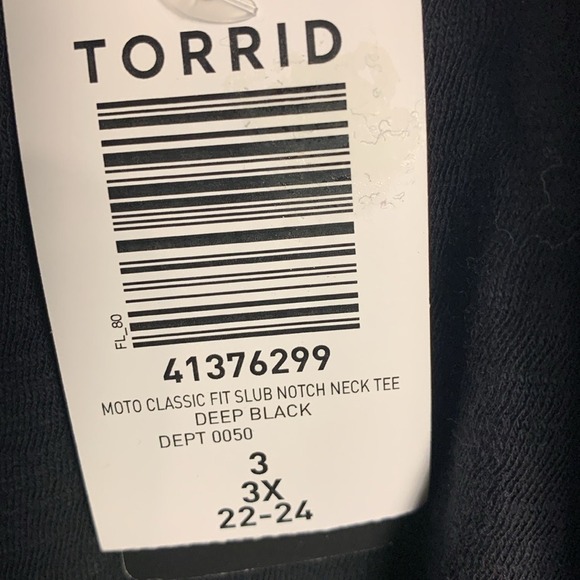 TORRID
FL_80
41376299
MOTO CLASSIC FIT SLUB NOTCH NECK TEE
DEEP BLACK
DEPT 0050
3
3X
22-24